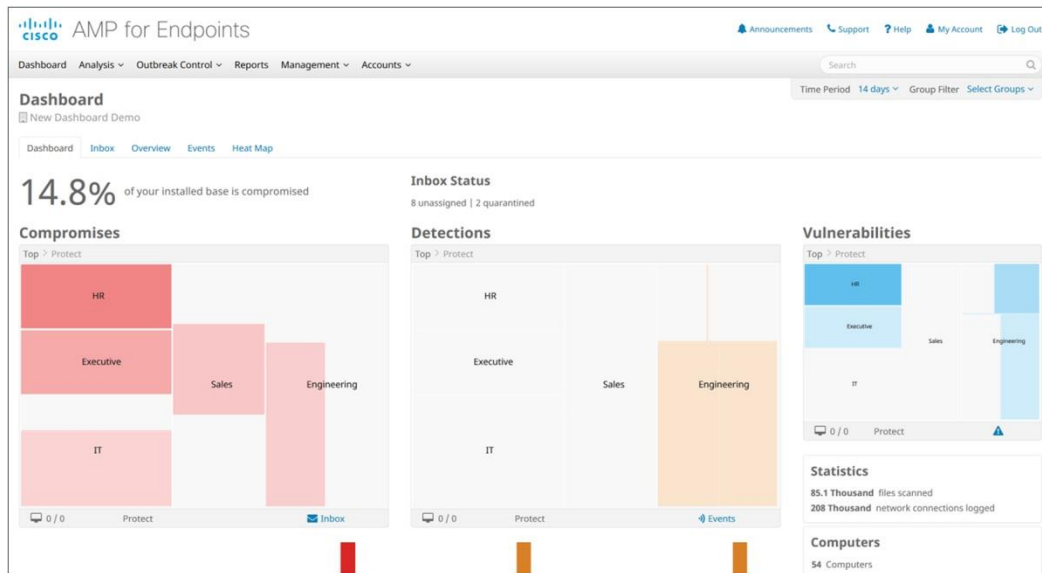 CISCO AMP for Endpoints
Announcements Support ? Help My Account Log Out
Dashboard Analysis Outbreak Control Reports Management Accounts
Search
Time Period 14 days Group Filter Select Groups
Dashboard
New Dashboard Demo
Dashboard Inbox Overview Events Heat Map
14.8% of your installed base is compromised
Inbox Status
8 unassigned | 2 quarantined
Compromises
Top > Protect
HR
Executive
Sales
Engineering
IT
0 / 0 Protect Inbox
Detections
Top > Protect
HR
Executive
Sales
Engineering
IT
0 / 0 Protect Events
Vulnerabilities
Top > Protect
HR
Executive
Sales
Engineering
IT
0 / 0 Protect
Statistics
85.1 Thousand files scanned
208 Thousand network connections logged
Computers
54 Computers